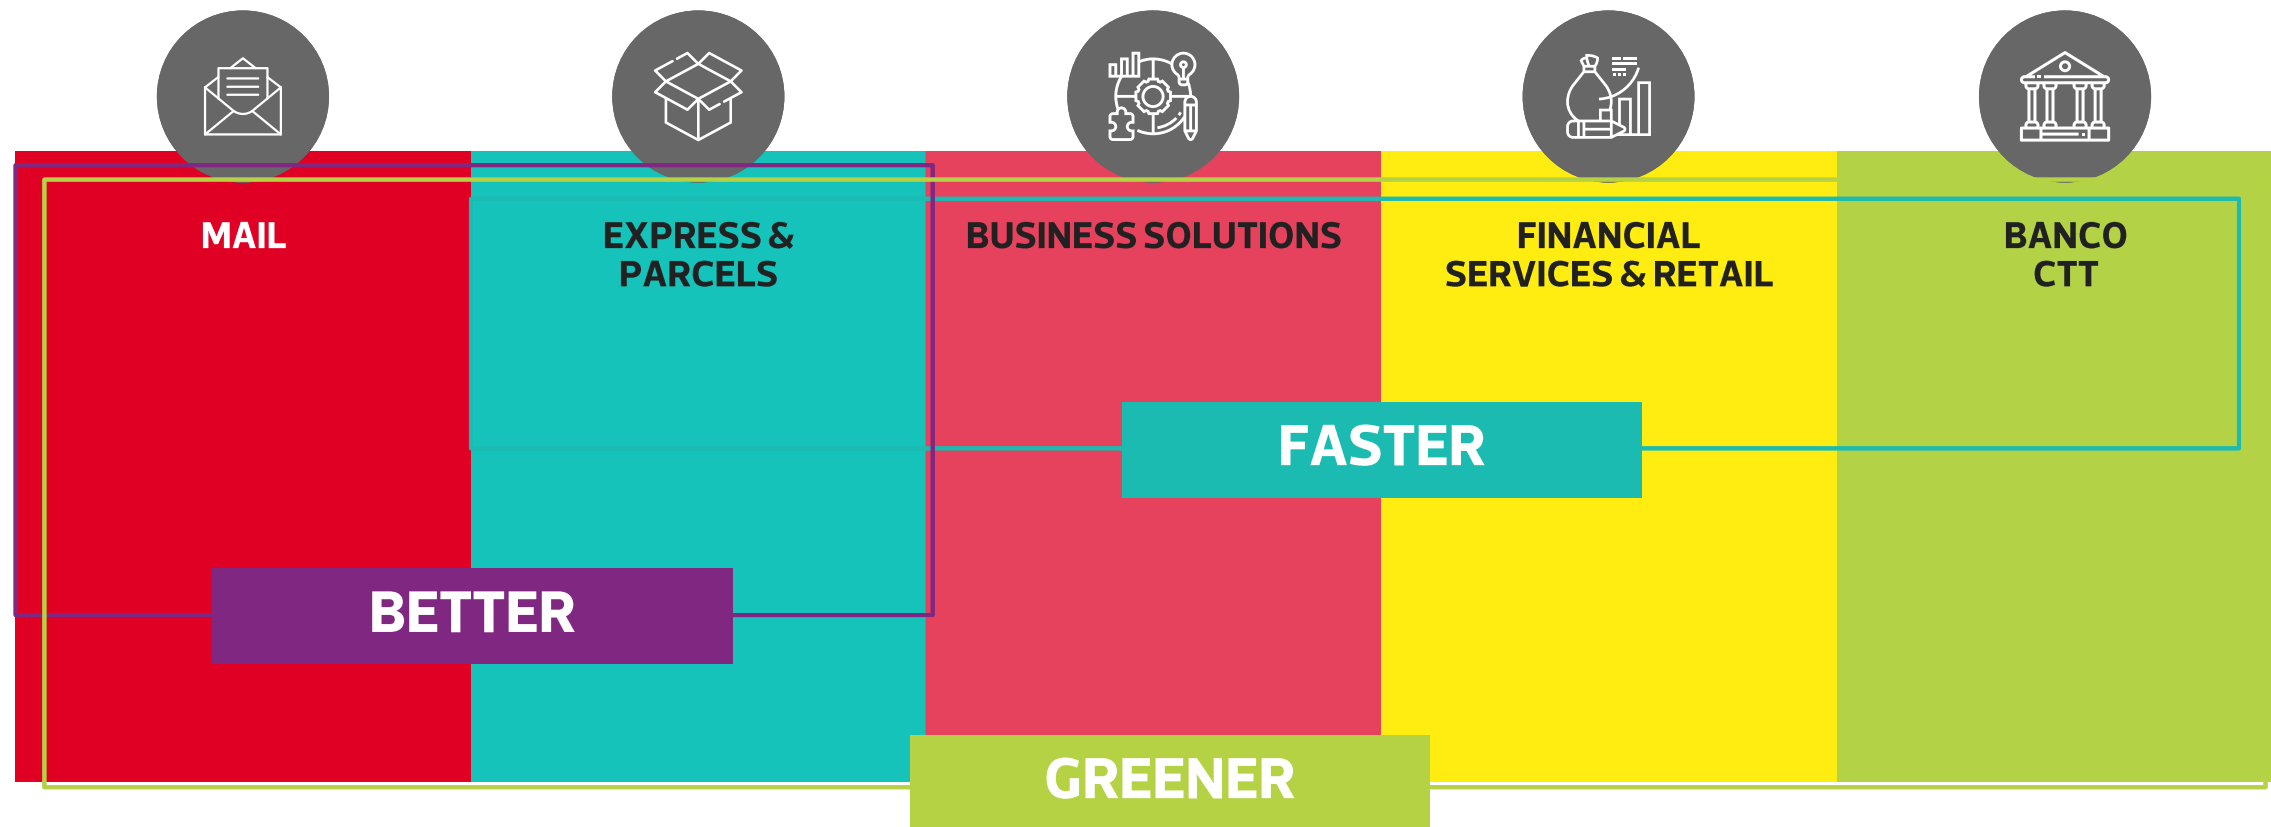 MAIL
EXPRESS &
PARCELS
BUSINESS SOLUTIONS
FINANCIAL
SERVICES & RETAIL
BANCO
CTT
FASTER
BETTER
GREENER